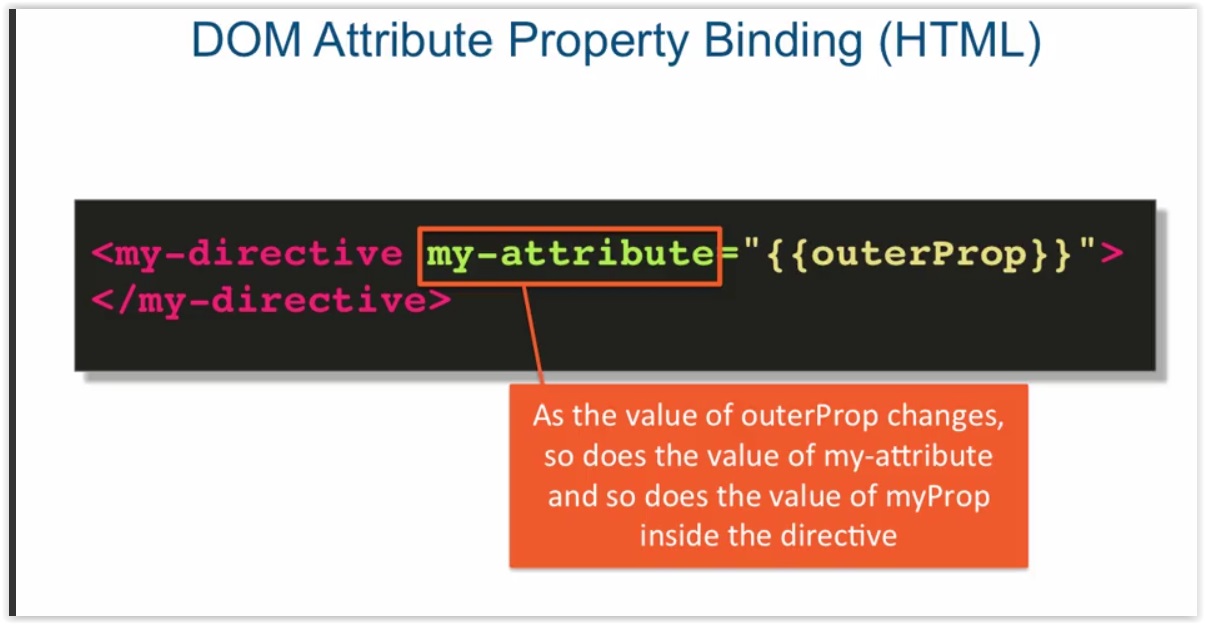 DOM Attribute Property Binding (HTML)
<my-directive my-attribute="{{outerProp}}">
</my-directive>
As the value of outerProp changes,
so does the value of my-attribute
and so does the value of myProp
inside the directive